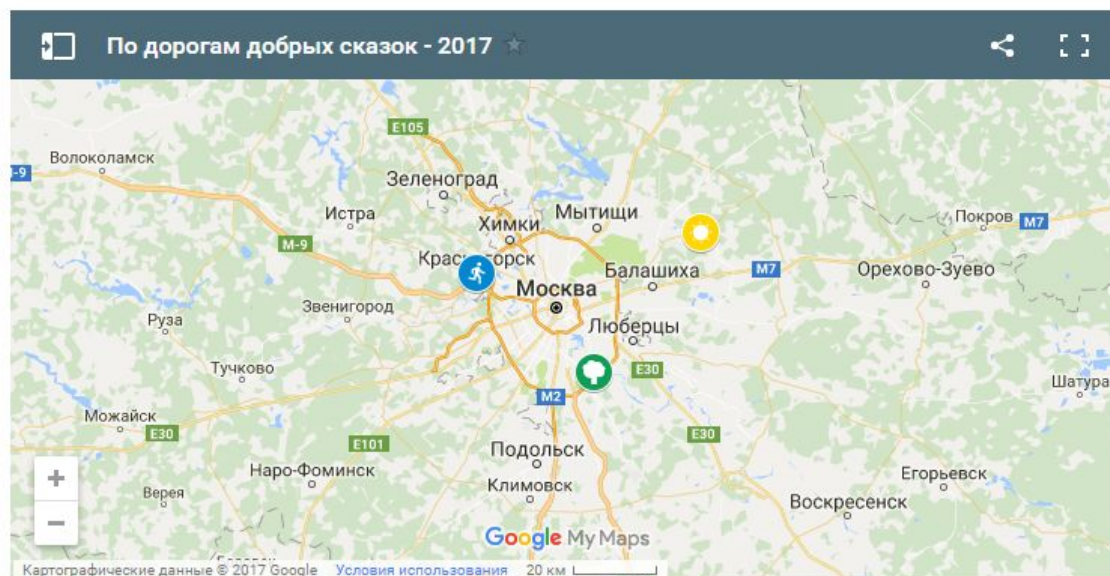 По дорогам добрых сказок - 2017
E105
Волоколамск
-9
Зеленоград
Истра
Мытищи
Химки
Покров M7
M-9
Балашиха
M7
Орехово-Зуево
Москва
Звенигород
Руза
Люберцы
Тучково
E30
Шатура
M2
Можайск
E30
E101
E30
Подольск
Наро-Фоминск
Егорьевск
Климовск
Верея
Воскресенск
Google My Maps
Картографические данные © 2017 Google Условия использования 20 км